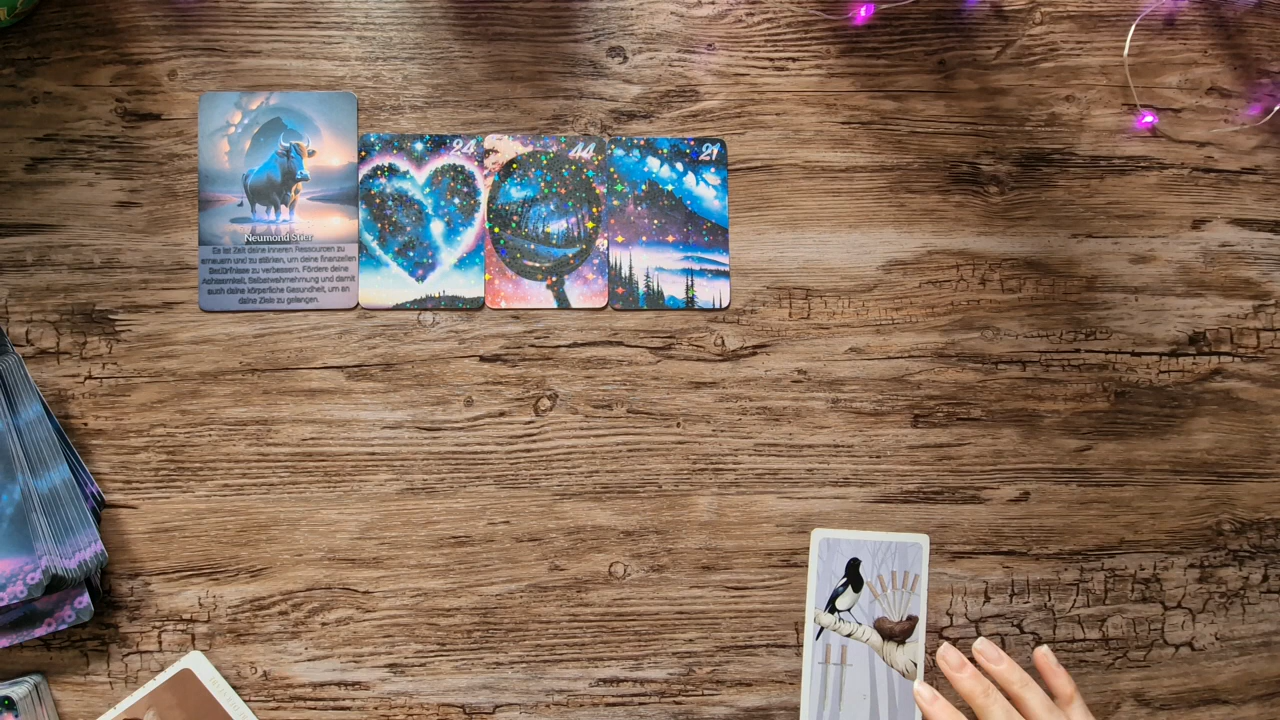 24
44
21
Neumond Stier
Es ist Zeit deine inneren Ressourcen zu
erneuern und zu stärken, um deine finanziellen
Bedürfnisse zu verbessern. Fördere deine
Achtsamkeit, Selbstwahrnehmung und damit
auch deine körperliche Gesundheit, um an
deine Ziele zu gelangen.